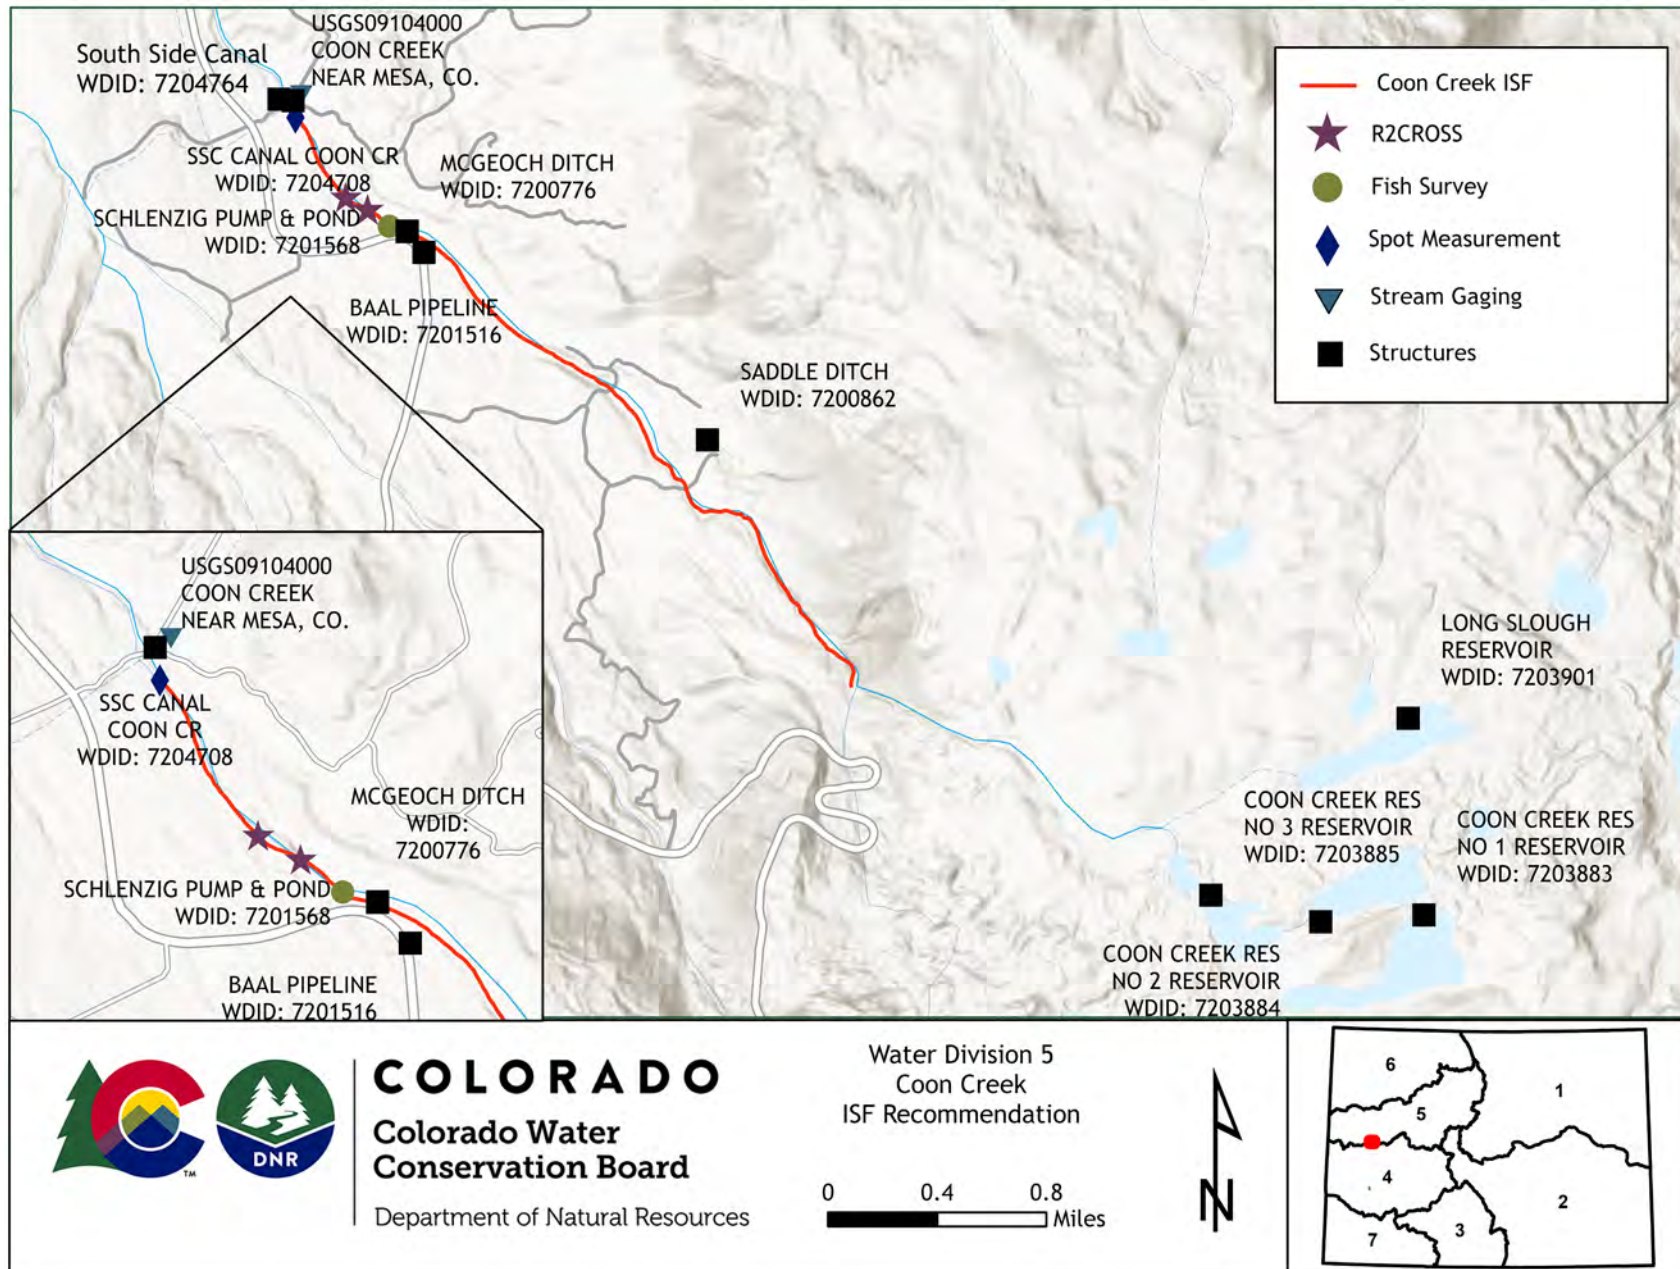 South Side Canal
WDID: 7204764
USGS09104000
COON CREEK
NEAR MESA, CO.
SSC CANAL COON CR
WDID: 7204708
MCGEOCH DITCH
WDID: 7200776
SCHLENZIG PUMP & POND
WDID: 7201568
BAAL PIPELINE
WDID: 7201516
SADDLE DITCH
WDID: 7200862
Coon Creek ISF
R2CROSS
Fish Survey
Spot Measurement
Stream Gaging
Structures
USGS09104000
COON CREEK
NEAR MESA, CO.
SSC CANAL
COON CR
WDID: 7204708
MCGEOCH DITCH
WDID:
7200776
SCHLENZIG PUMP & POND
WDID: 7201568
BAAL PIPELINE
WDID: 7201516
LONG SLOUGH
RESERVOIR
WDID: 7203901
COON CREEK RES
NO 3 RESERVOIR
WDID: 7203885
COON CREEK RES
NO 1 RESERVOIR
WDID: 7203883
COON CREEK RES
NO 2 RESERVOIR
WDID: 7203884
TM
DNR
COLORADO
Colorado Water
Conservation Board
Department of Natural Resources
Water Division 5
Coon Creek
ISF Recommendation
0 0.4 0.8
Miles
N
6
1
5
4
2
3
7